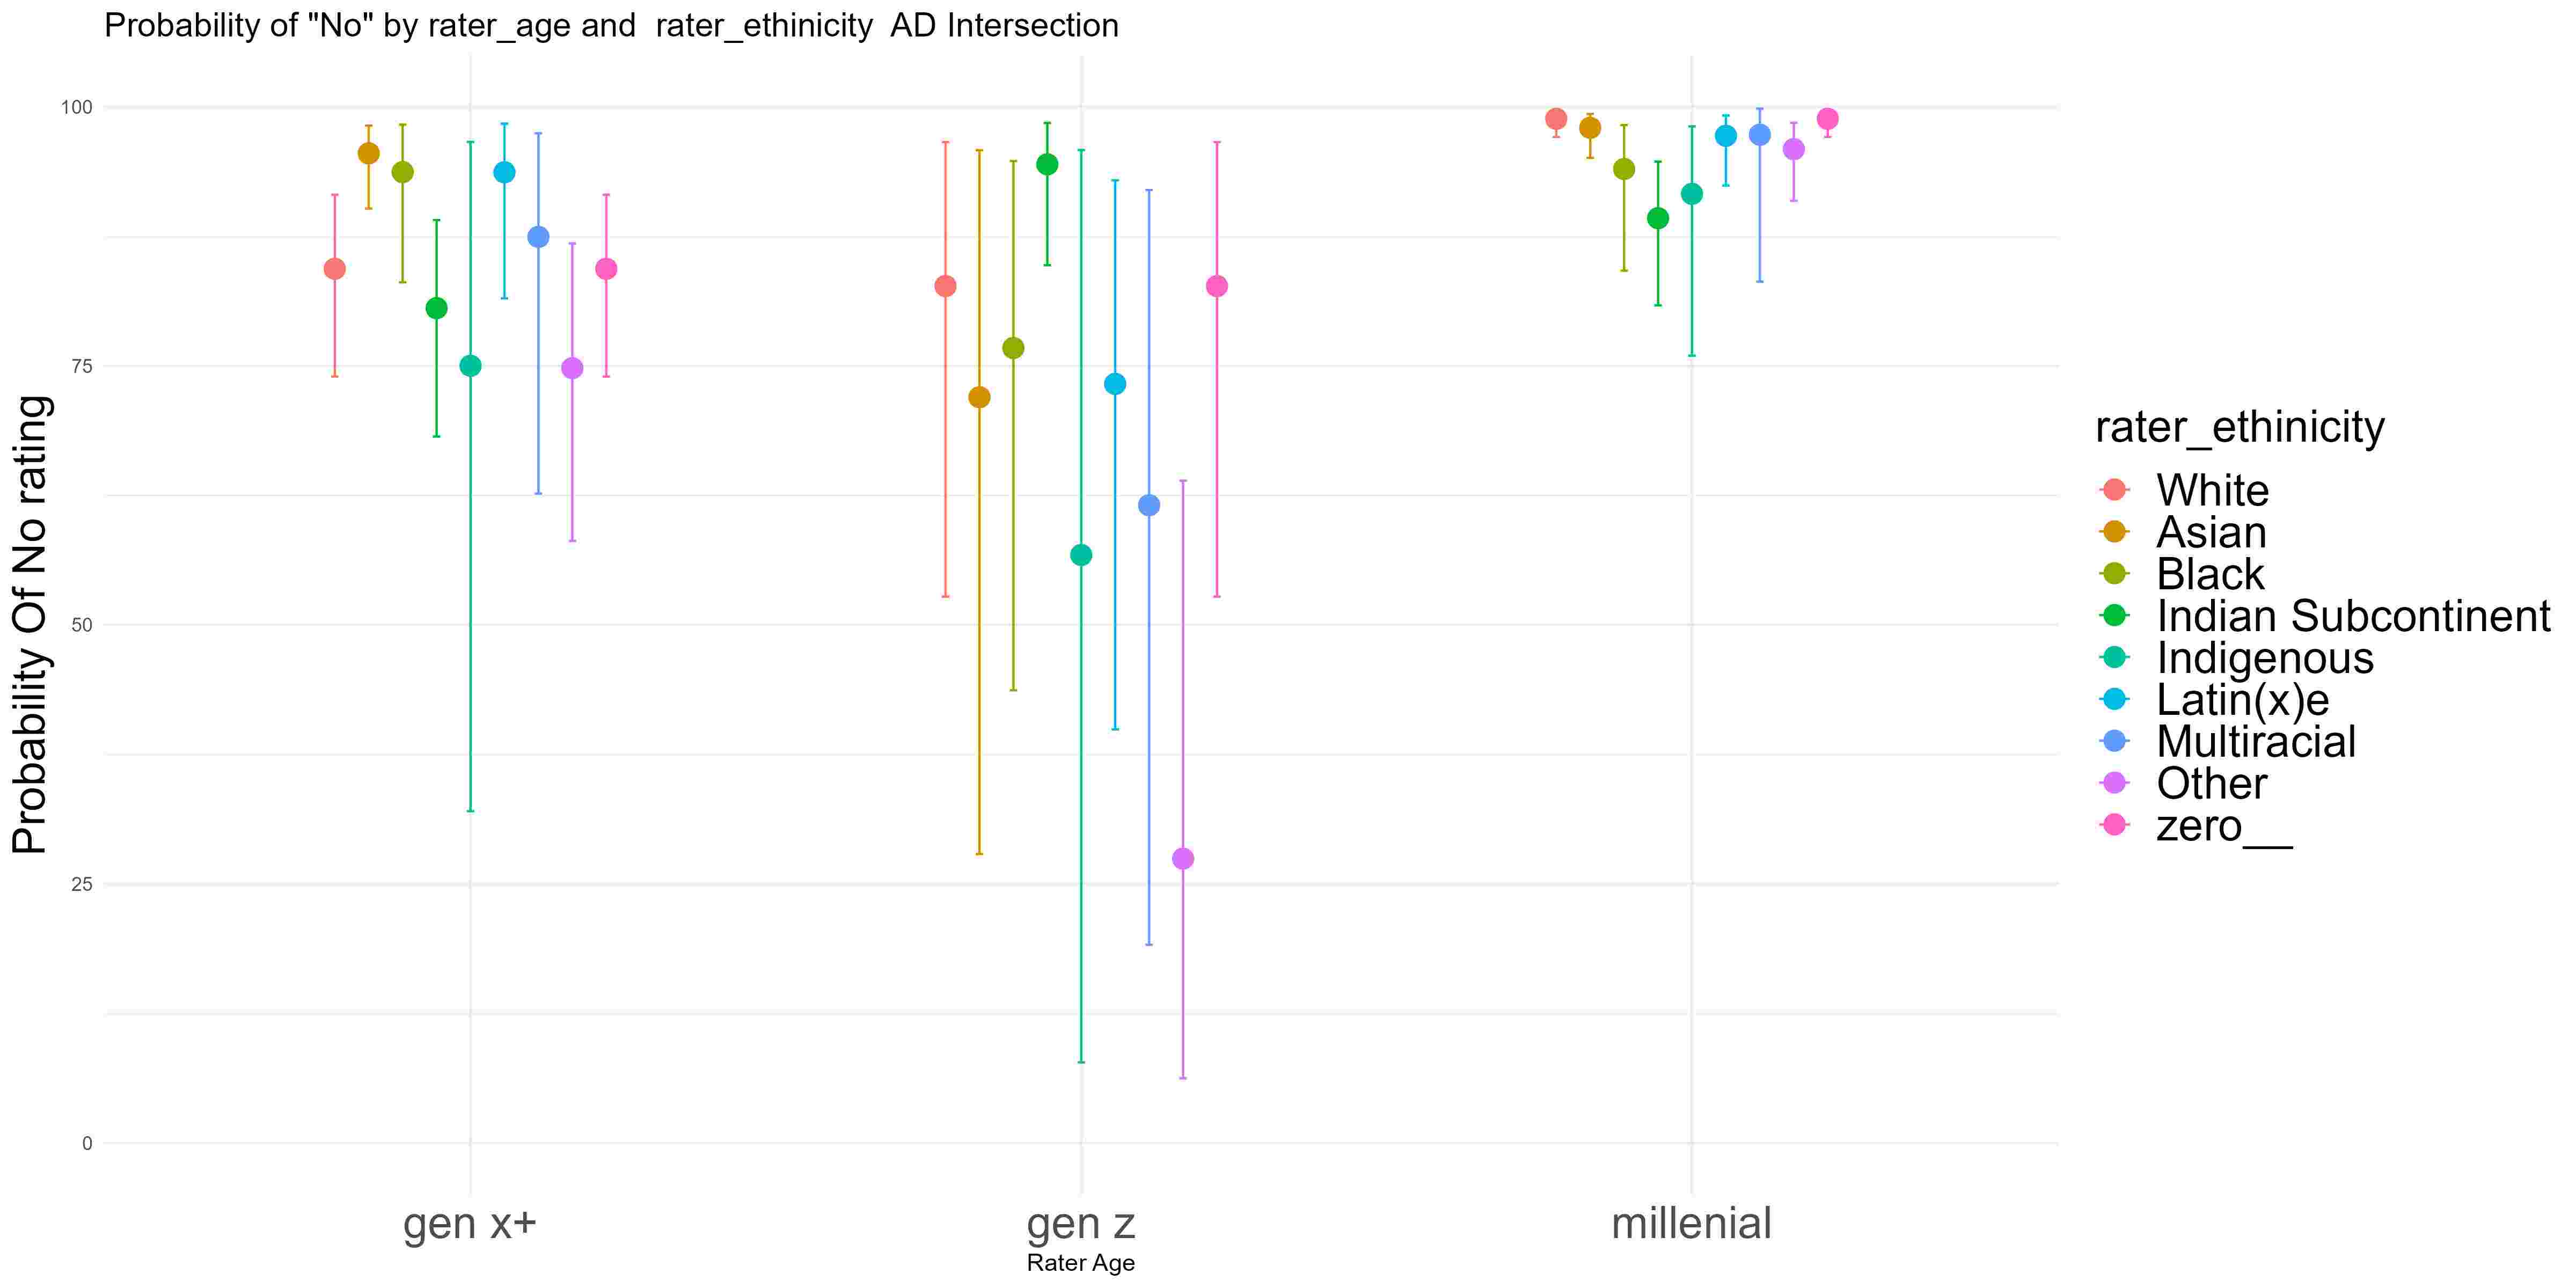 Probability of "No" by rater_age and  rater_ethinicity  AD Intersection
Probability Of No rating
100
75
50
25
0
gen x+
gen z
millenial
Rater Age
rater_ethinicity
White
Asian
Black
Indian Subcontinent
Indigenous
Latin(x)e
Multiracial
Other
zero__